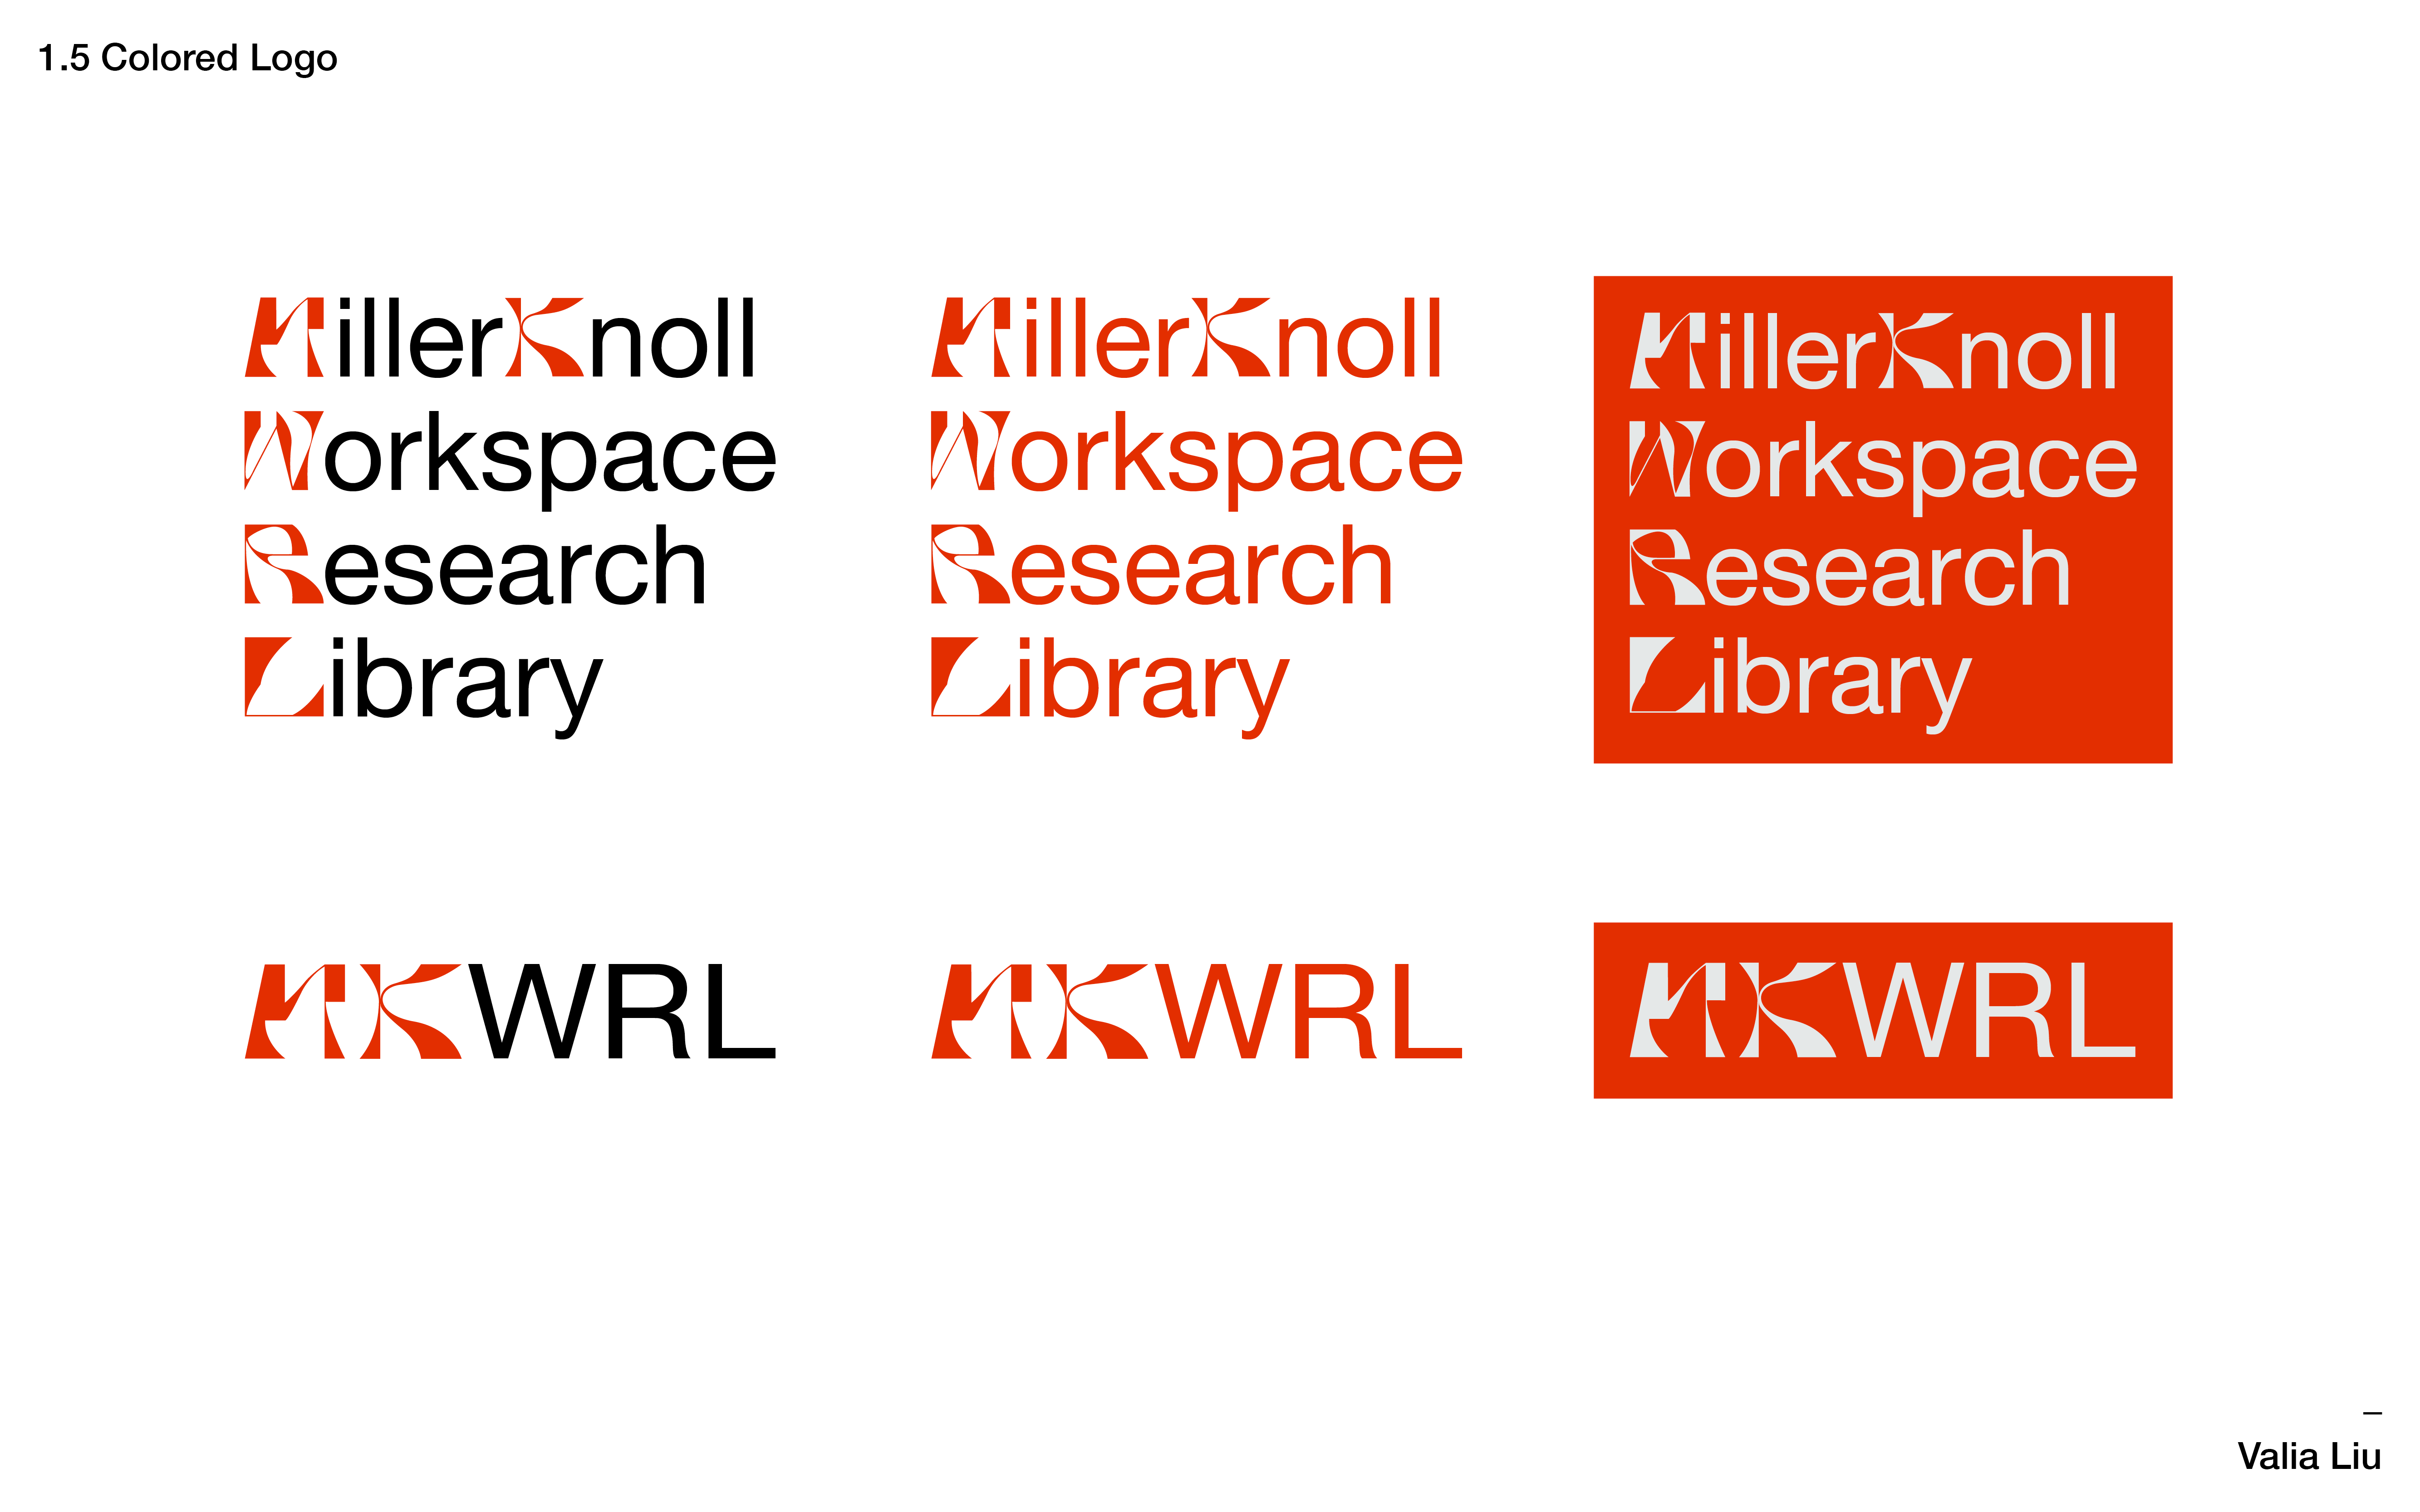 1.5 Colored Logo
MillerKnoll
Workspace
Research
Library
MillerKnoll
Workspace
Research
Library
MillerKnoll
Workspace
Research
Library
MKWRL
MKWRL
MKWRL
Valia Liu